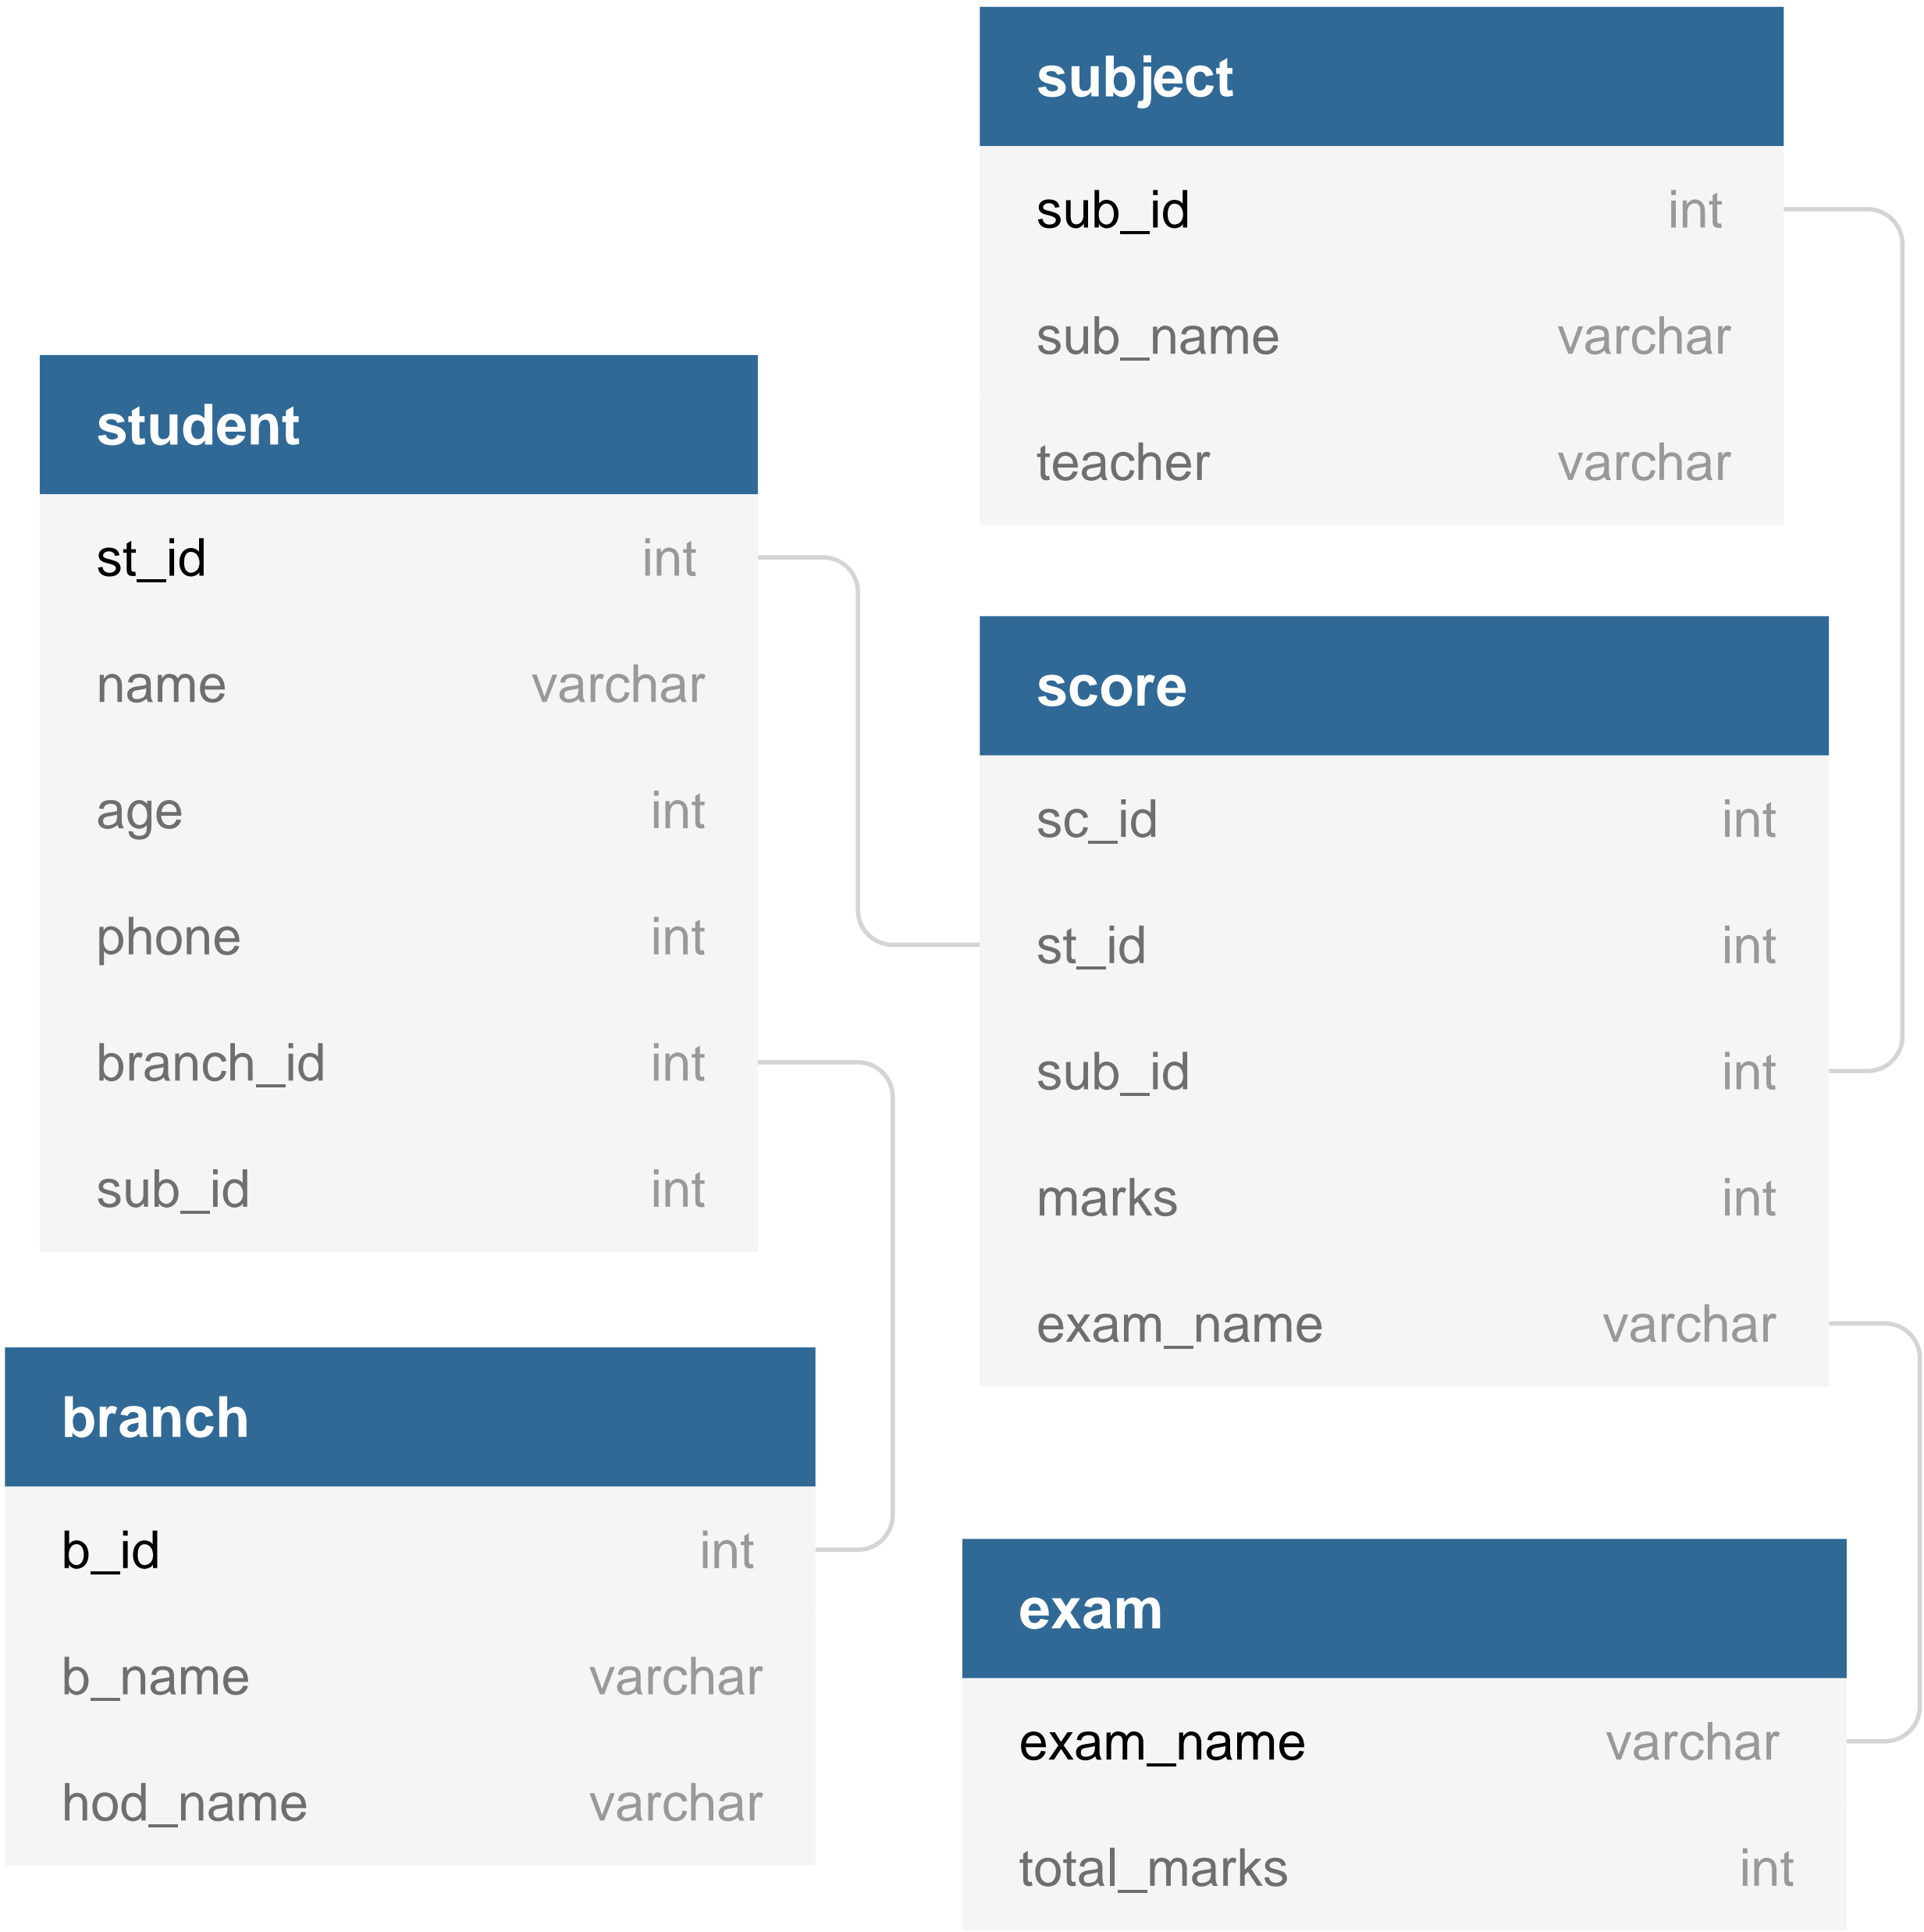 subject
sub_id int
sub_name varchar
teacher varchar
student
st_id int
name varchar
age int
phone int
branch_id int
sub_id int
score
sc_id int
st_id int
sub_id int
marks int
exam_name varchar
branch
b_id int
b_name varchar
hod_name varchar
exam
exam_name varchar
total_marks int